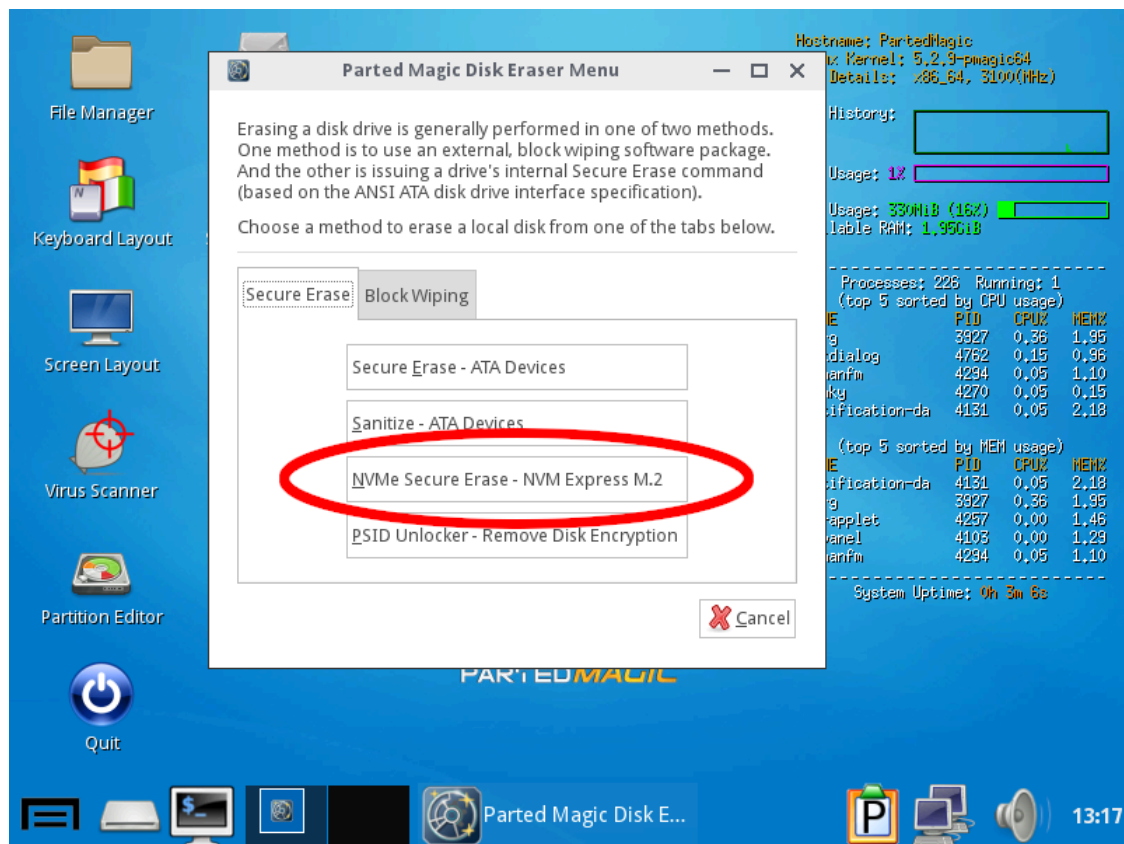 File Manager
Keyboard Layout
Screen Layout
Virus Scanner
Partition Editor
Quit
Parted Magic Disk Eraser Menu
Erasing a disk drive is generally performed in one of two methods.
One method is to use an external, block wiping software package.
And the other is issuing a drive's internal Secure Erase command
(based on the ANSI ATA disk drive interface specification).
Choose a method to erase a local disk from one of the tabs below.
Secure Erase
Block Wiping
Secure Erase - ATA Devices
Sanitize - ATA Devices
NVMe Secure Erase - NVM Express M.2
PSID Unlocker - Remove Disk Encryption
Cancel
PARTEDMAGIC
Hostname: PartedMagic
Kernel: 5.2.9-pmagic64
Details: x86_64, 3100(MHz)
History:
Usage: 1%
Usage: 330MiB (16%)
lable RAM: 1.95GiB
Processes: 226 Running: 1
(top 5 sorted by CPU usage)
PID CPU% MEM%
3927 0.36 1.95
dialog 4762 0.15 0.96
anfm 4294 0.05 1.10
ky 4270 0.05 0.15
ification-da 4131 0.05 2.18
(top 5 sorted by MEM usage)
PID CPU% MEM%
ification-da 4131 0.05 2.18
3927 0.36 1.95
applet 4257 0.00 1.46
anel 4103 0.00 1.29
anfm 4294 0.05 1.10
System Uptime: 0h 3m 6s
Parted Magic Disk E...
13:17